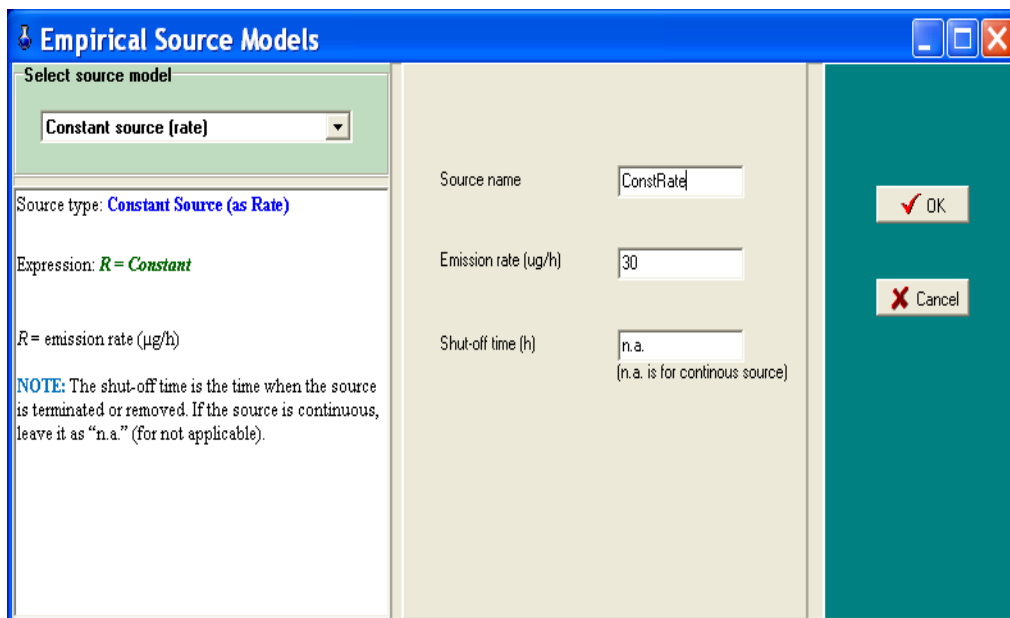 Empirical Source Models
Select source model
Constant source (rate)
Source type: Constant Source (as Rate)
Expression: R = Constant
R = emission rate (µg/h)
NOTE: The shut-off time is the time when the source
is terminated or removed. If the source is continuous,
leave it as “n.a.” (for not applicable).
Source name
ConstRate
Emission rate (ug/h)
30
Shut-off time (h)
n.a.
(n.a. is for continous source)
OK
Cancel